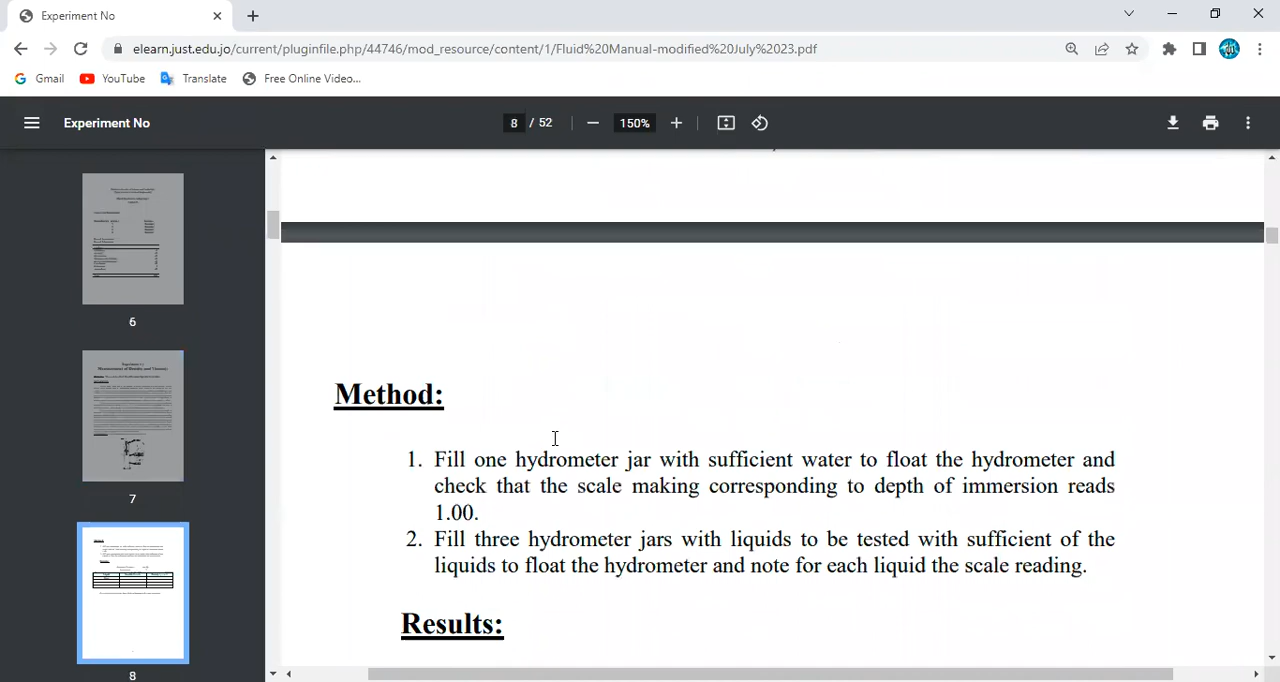 Experiment No
elearn.just.edu.jo/current/pluginfile.php/44746/mod_resource/content/1/Fluid%20Manual-modified%20July%202023.pdf
Gmail YouTube Translate Free Online Video...
Experiment No 8 / 52 150%
6
7
8
Method:
1. Fill one hydrometer jar with sufficient water to float the hydrometer and
check that the scale making corresponding to depth of immersion reads
1.00.
2. Fill three hydrometer jars with liquids to be tested with sufficient of the
liquids to float the hydrometer and note for each liquid the scale reading.
Results: